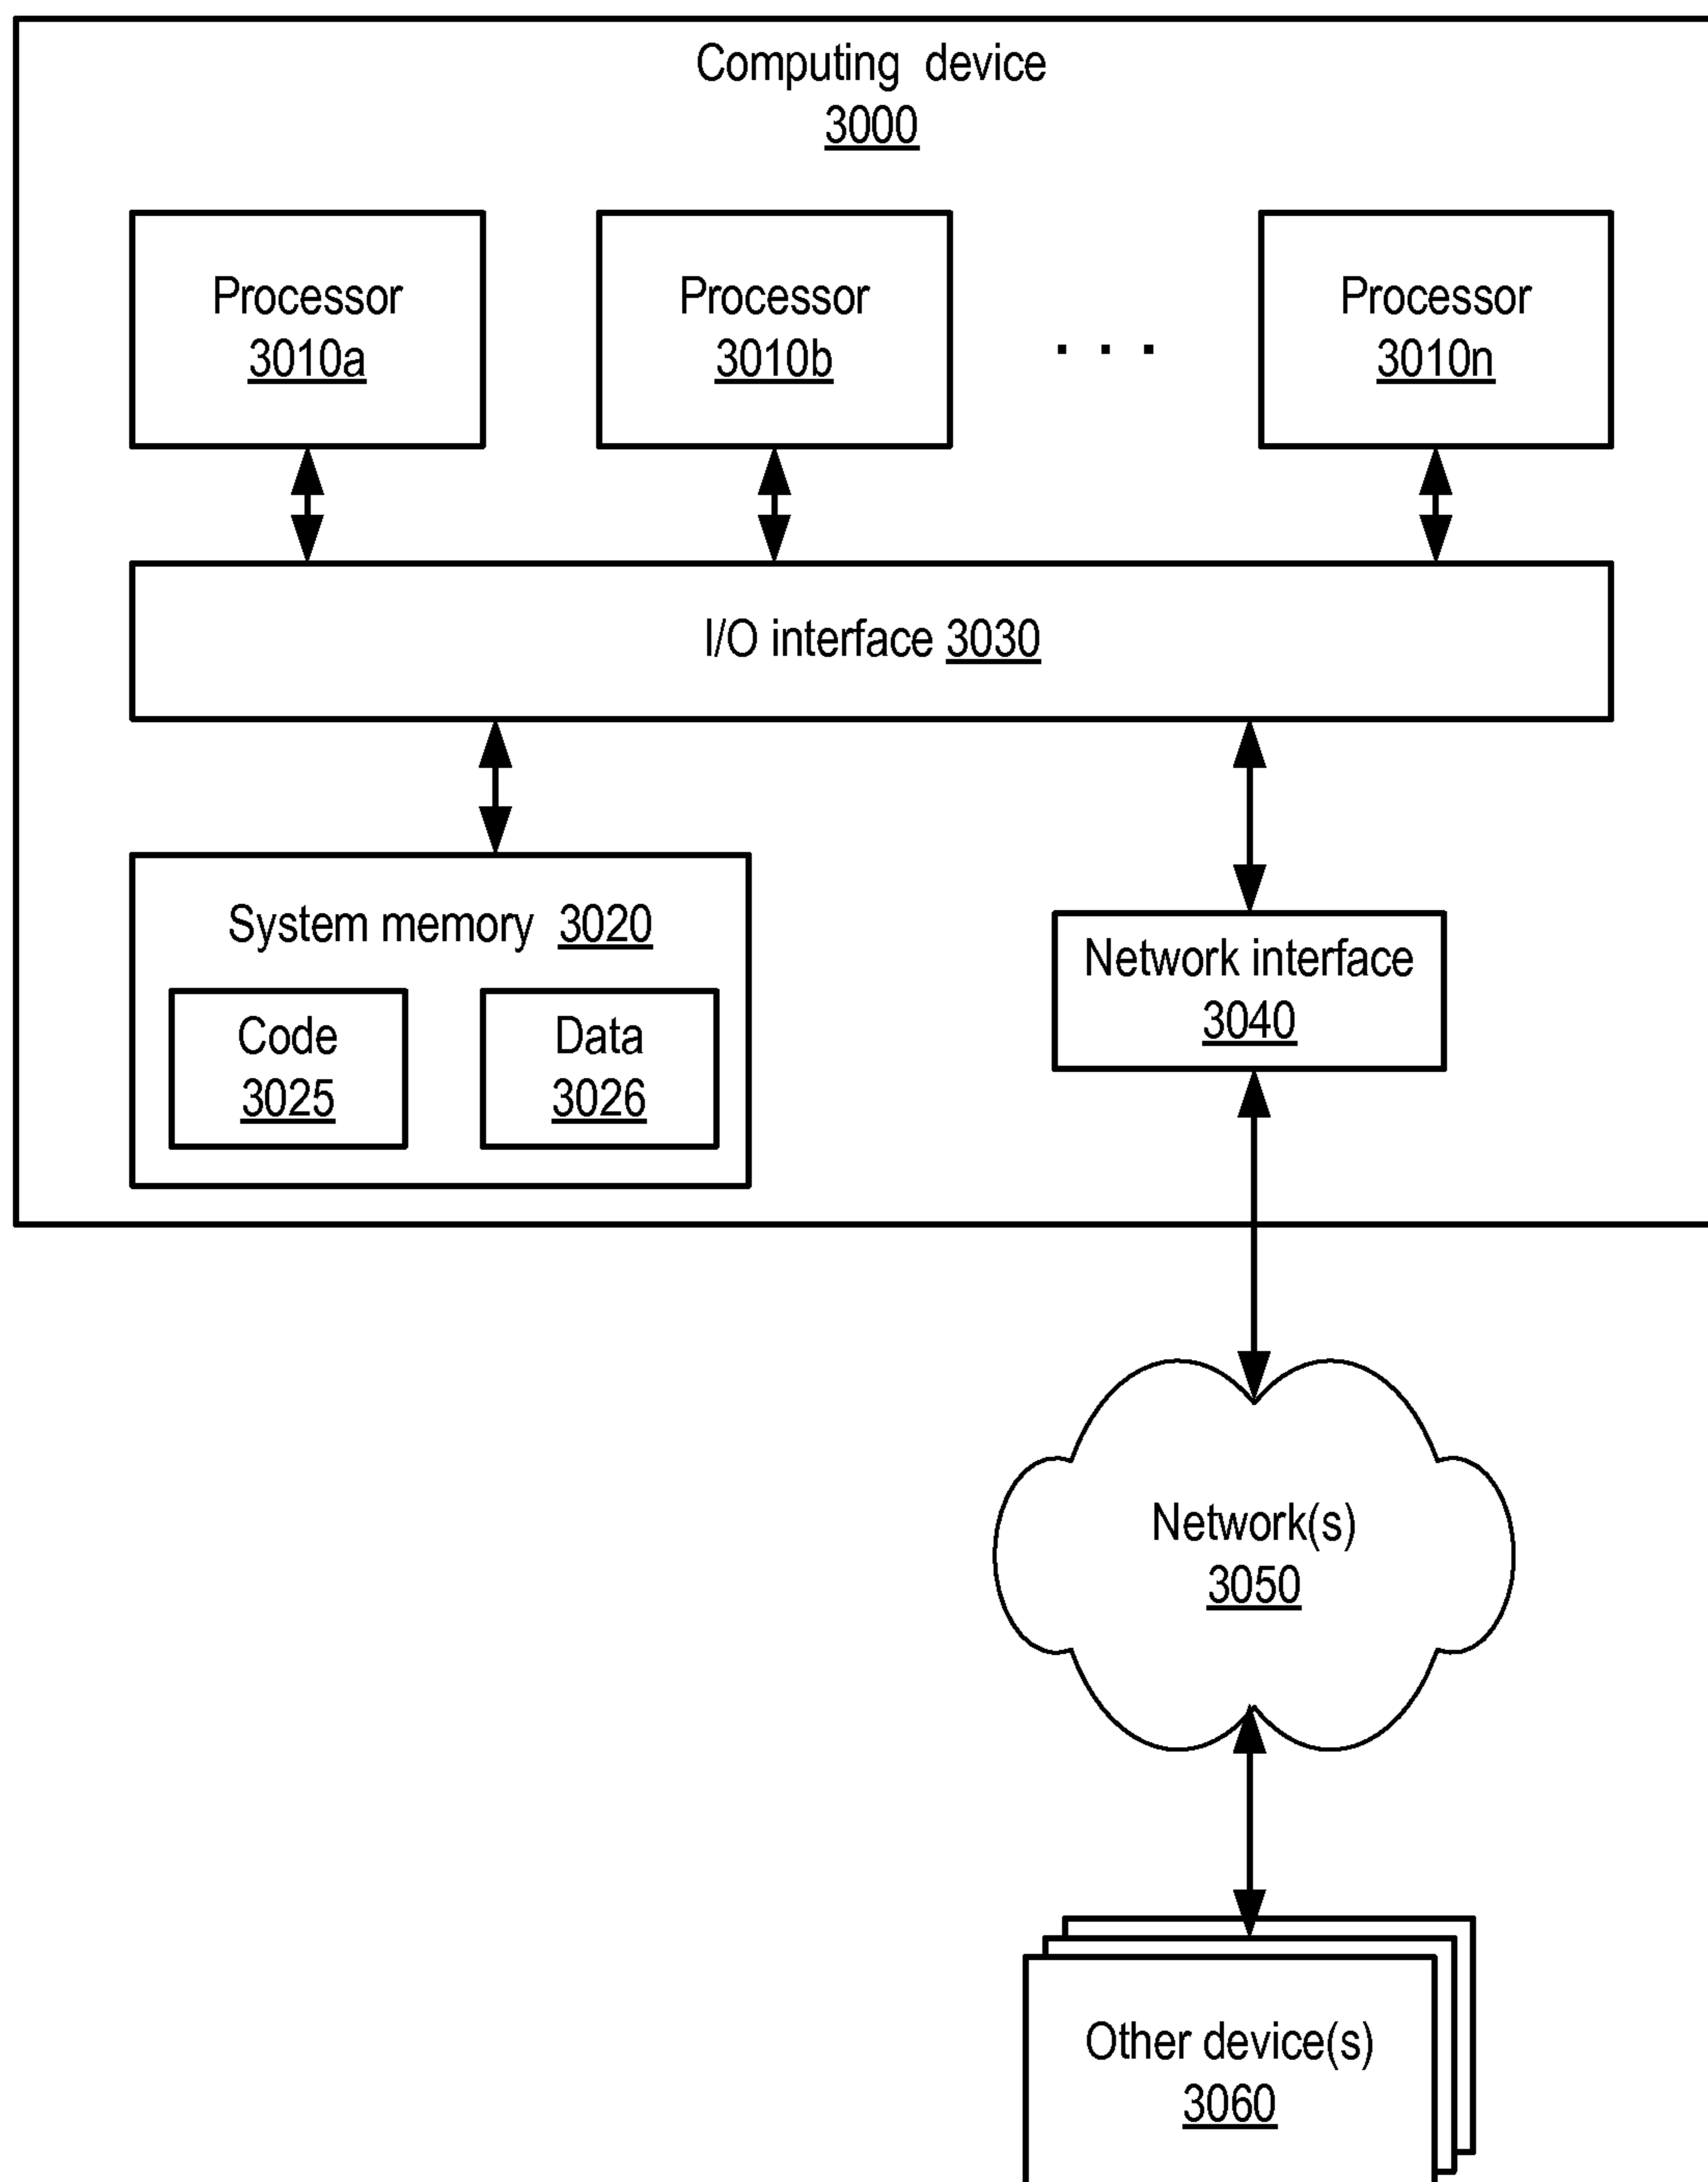 Computing device
3000
Processor
3010a
Processor
3010b
. . .
Processor
3010n
I/O interface 3030
System memory 3020
Code
3025
Data
3026
Network interface
3040
Network(s)
3050
Other device(s)
3060